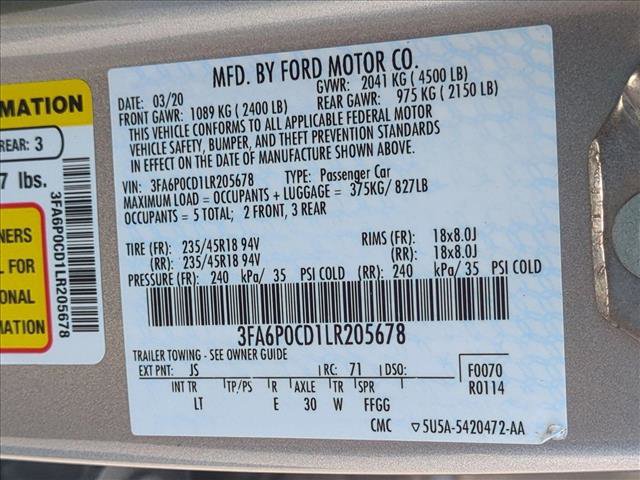 RMATION
REAR: 3
7 lbs.
3FA6P0CD1LR205678
NERS
L FOR
ONAL
MATION
MFD. BY FORD MOTOR CO.
DATE: 03/20 GVWR: 2041 KG ( 4500 LB)
FRONT GAWR: 1089 KG ( 2400 LB) REAR GAWR: 975 KG ( 2150 LB)
THIS VEHICLE CONFORMS TO ALL APPLICABLE FEDERAL MOTOR
VEHICLE SAFETY, BUMPER, AND THEFT PREVENTION STANDARDS
IN EFFECT ON THE DATE OF MANUFACTURE SHOWN ABOVE.
VIN: 3FA6P0CD1LR205678 TYPE: Passenger Car
MAXIMUM LOAD = OCCUPANTS + LUGGAGE = 375KG/ 827LB
OCCUPANTS = 5 TOTAL; 2 FRONT, 3 REAR
TIRE (FR): 235/45R18 94V RIMS (FR): 18x8.0J
(RR): 235/45R18 94V (RR): 18x8.0J
PRESSURE (FR): 240 kPa/ 35 PSI COLD (RR): 240 kPa/ 35 PSI COLD
3FA6P0CD1LR205678
TRAILER TOWING - SEE OWNER GUIDE
EXT PNT: JS RC: 71 DSO: F0070
INT TR TP/PS R AXLE TR SPR R0114
LT E 30 W FFGG
CMC ▽5U5A-5420472-AA